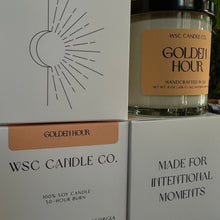 WSC CANDLE CO.
GOLDEN
HOUR
HANDCRAFTED IN
GOLDEN HOUR
WSC CANDLE CO.
100% SOY CANDLE
50-HOUR BURN
GEORGIA
MADE FOR
INTENTIONAL
MOMENTS